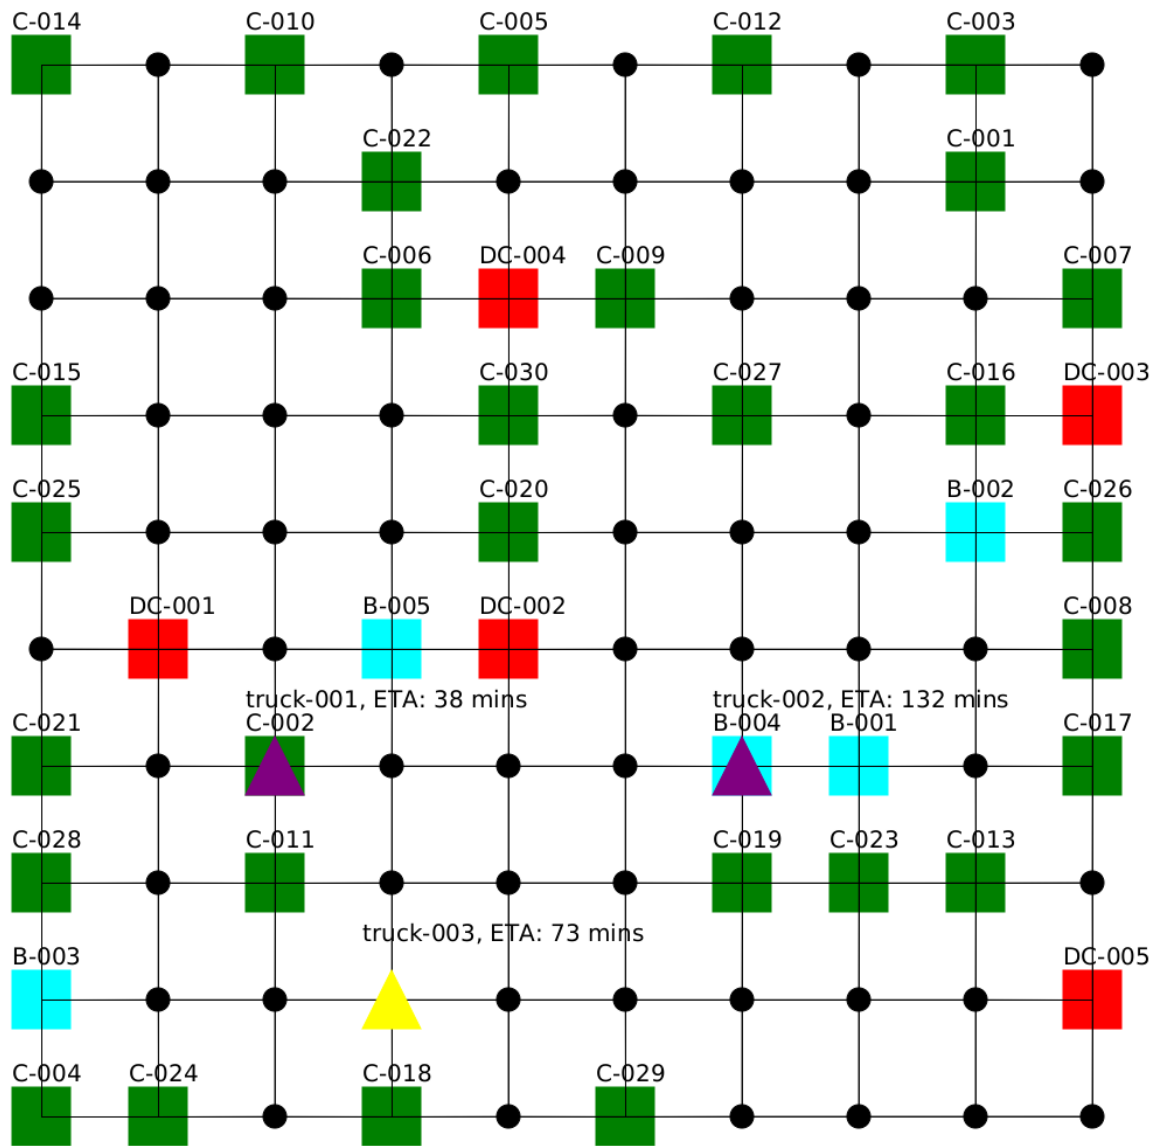 C-014
C-010
C-005
C-012
C-003
C-022
C-001
C-006
DC-004
C-009
C-007
C-015
C-030
C-027
C-016
DC-003
C-025
C-020
B-002
C-026
DC-001
B-005
DC-002
C-008
truck-001, ETA: 38 mins
truck-002, ETA: 132 mins
C-021
C-002
B-004
B-001
C-017
C-028
C-011
C-019
C-023
C-013
truck-003, ETA: 73 mins
B-003
DC-005
C-004
C-024
C-018
C-029